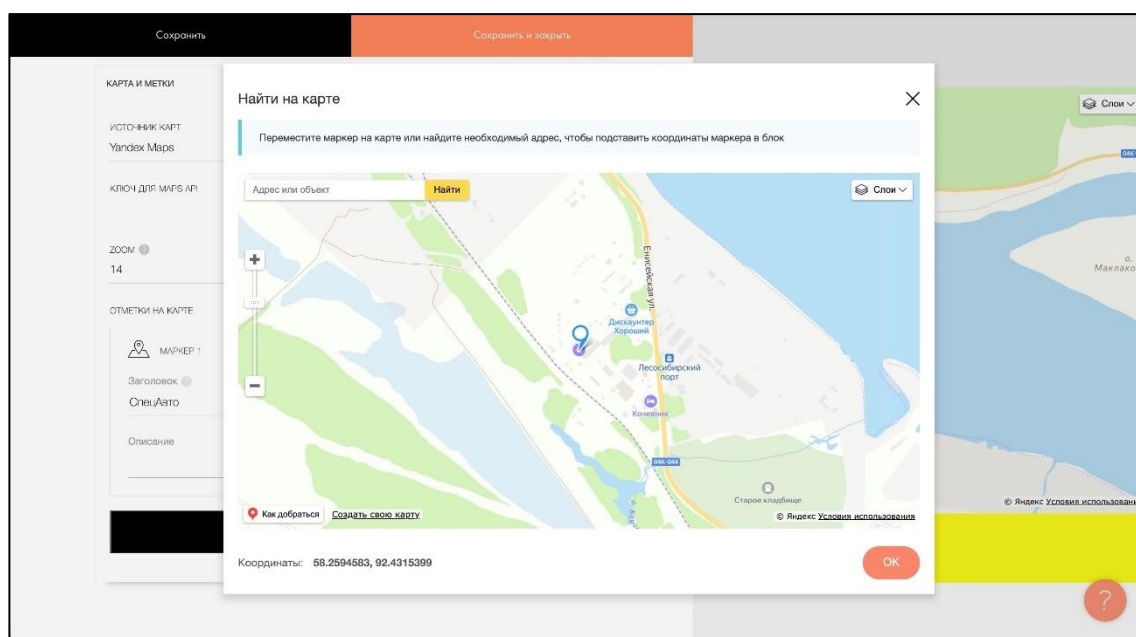 Сохранить
Сохранить и закрыть
КАРТА И МЕТКИ
ИСТОЧНИК КАРТ
Yandex Maps
КЛЮЧ ДЛЯ MAPS API
ZOOM
14
ОТМЕТКИ НА КАРТЕ
МАРКЕР 1
Заголовок
СпецАвто
Описание
Найти на карте
Переместите маркер на карте или найдите необходимый адрес, чтобы подставить координаты маркера в блок
Адрес или объект
Найти
Слои
Енисейская ул.
Дискаунтер
Хороший
Лесосибирский
порт
Кочевник
04К-044
Старое кладбище
Как добраться
Создать свою карту
© Яндекс Условия использования
Координаты: 58.2594583, 92.4315399
OK
Слои
04К-
о.
Маклако
© Яндекс Условия использовани
?